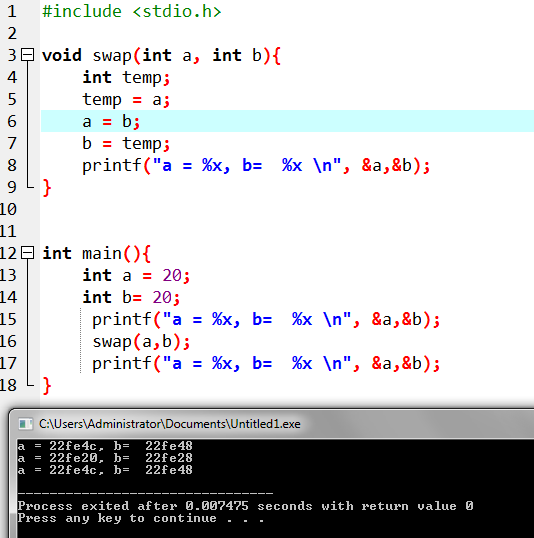 1 #include <stdio.h>
2
3 void swap(int a, int b){
4 int temp;
5 temp = a;
6 a = b;
7 b = temp;
8 printf("a = %x, b=  %x \n", &a,&b);
9 }
10
11
12 int main(){
13 int a = 20;
14 int b= 20;
15 printf("a = %x, b=  %x \n", &a,&b);
16 swap(a,b);
17 printf("a = %x, b=  %x \n", &a,&b);
18 }
C:\Users\Administrator\Documents\Untitled1.exe
a = 22fe4c, b=  22fe48
a = 22fe20, b=  22fe28
a = 22fe4c, b=  22fe48
--------------------------------
Process exited after 0.007475 seconds with return value 0
Press any key to continue . . .